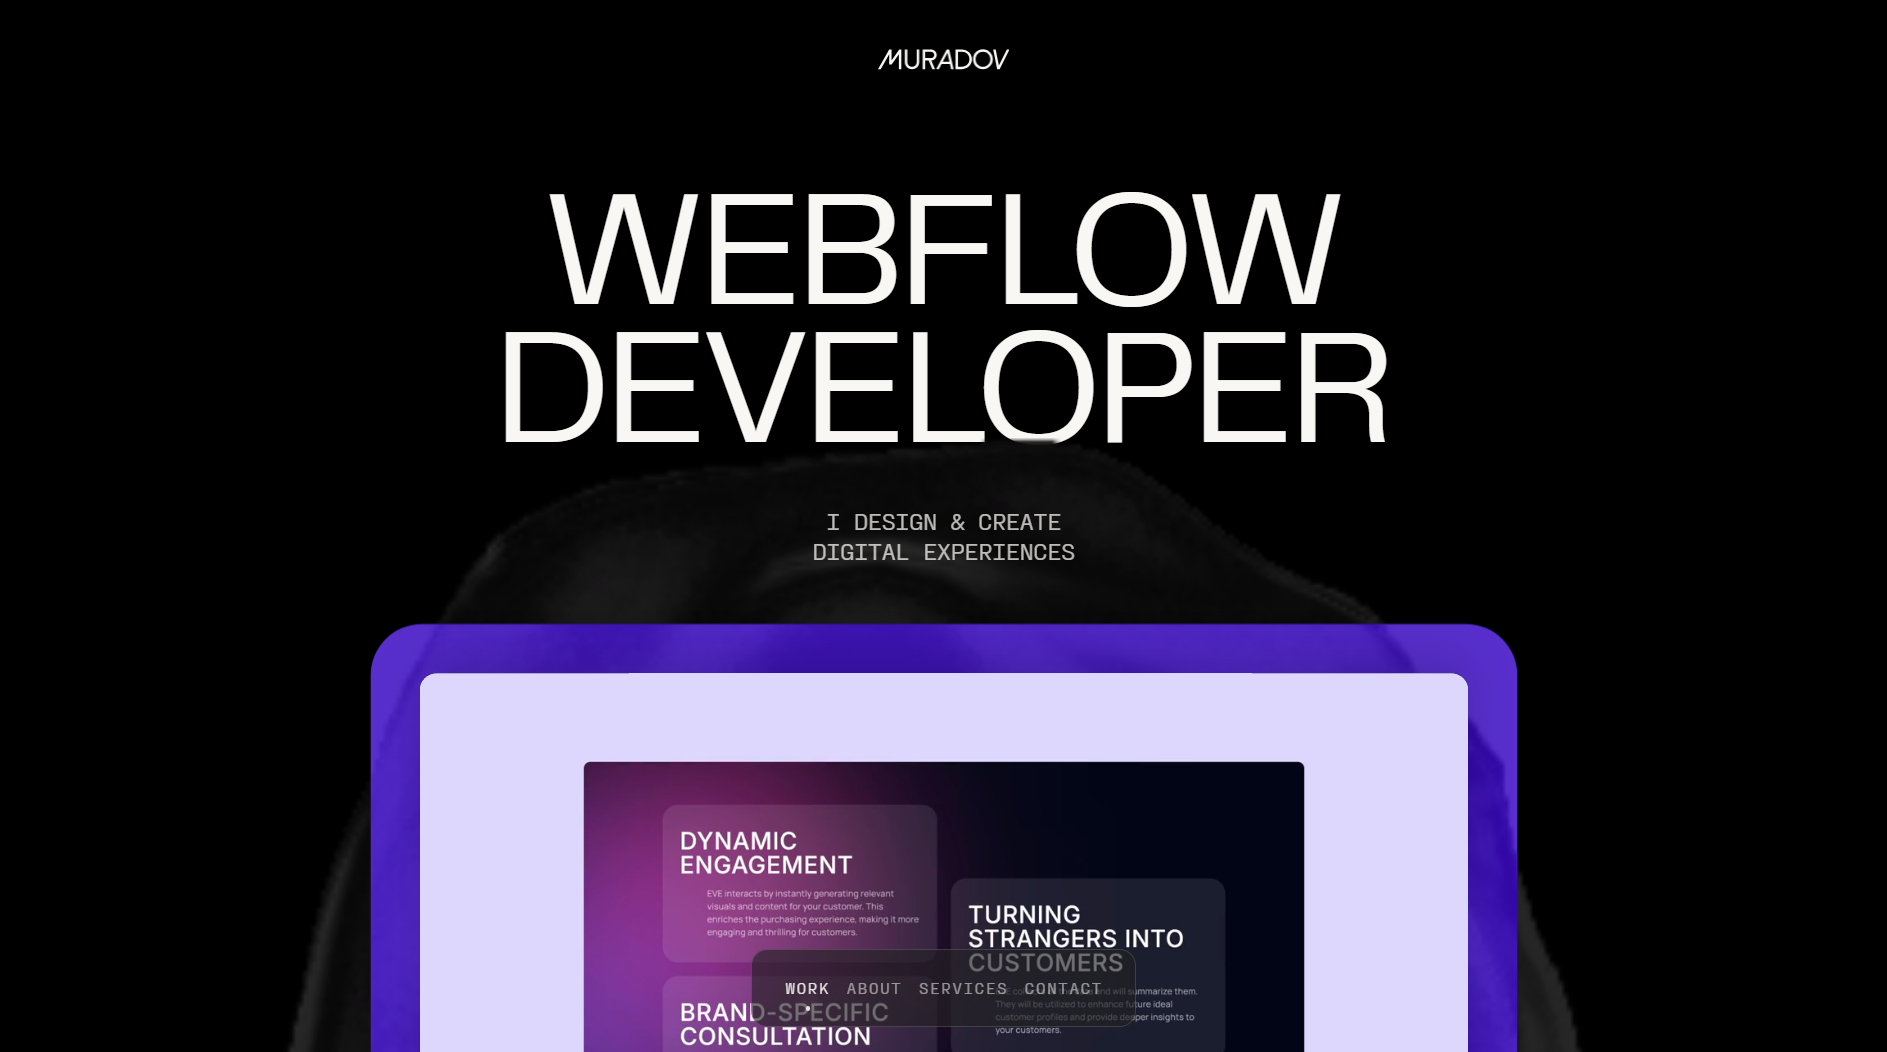 MURADOV
WEBFLOW
DEVELOPER
I DESIGN & CREATE
DIGITAL EXPERIENCES
DYNAMIC
ENGAGEMENT
EVE interacts by instantly generating relevant
visuals and content for your customer. This
enriches the purchasing experience, making it more
engaging and thrilling for customers.
TURNING
STRANGERS INTO
CUSTOMERS
and will summarize them.
They will be utilized to enhance future ideal
customer profiles and provide deeper insights to
your customers.
BRAND-SPECIFIC
CONSULTATION
WORK ABOUT SERVICES CONTACT